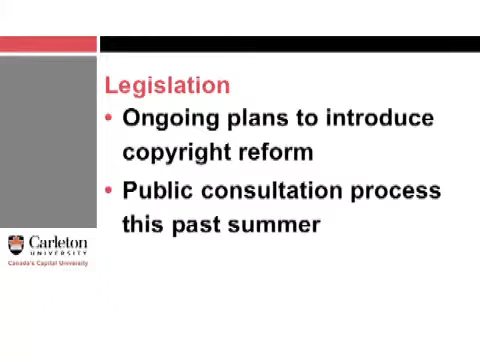 Legislation
• Ongoing plans to introduce
copyright reform
• Public consultation process
this past summer
Carleton
UNIVERSITY
Canada's Capital University